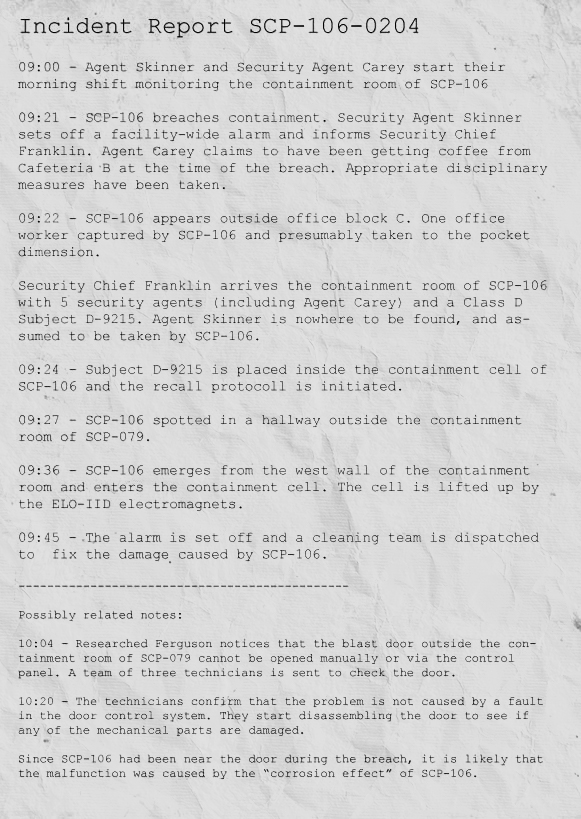 Incident Report SCP-106-0204
09:00 - Agent Skinner and Security Agent Carey start their
morning shift monitoring the containment room of SCP-106
09:21 - SCP-106 breaches containment. Security Agent Skinner
sets off a facility-wide alarm and informs Security Chief
Franklin. Agent Carey claims to have been getting coffee from
Cafeteria B at the time of the breach. Appropriate disciplinary
measures have been taken.
09:22 - SCP-106 appears outside office block C. One office
worker captured by SCP-106 and presumably taken to the pocket
dimension.
Security Chief Franklin arrives the containment room of SCP-106
with 5 security agents (including Agent Carey) and a Class D
Subject D-9215. Agent Skinner is nowhere to be found, and as-
sumed to be taken by SCP-106.
09:24 - Subject D-9215 is placed inside the containment cell of
SCP-106 and the recall protocoll is initiated.
09:27 - SCP-106 spotted in a hallway outside the containment
room of SCP-079.
09:36 - SCP-106 emerges from the west wall of the containment
room and enters the containment cell. The cell is lifted up by
the ELO-IID electromagnets.
09:45 - The alarm is set off and a cleaning team is dispatched
to  fix the damage caused by SCP-106.
--------------------------------------------
Possibly related notes:
10:04 - Researched Ferguson notices that the blast door outside the con-
tainment room of SCP-079 cannot be opened manually or via the control
panel. A team of three technicians is sent to check the door.
10:20 - The technicians confirm that the problem is not caused by a fault
in the door control system. They start disassembling the door to see if
any of the mechanical parts are damaged.
Since SCP-106 had been near the door during the breach, it is likely that
the malfunction was caused by the “corrosion effect” of SCP-106.